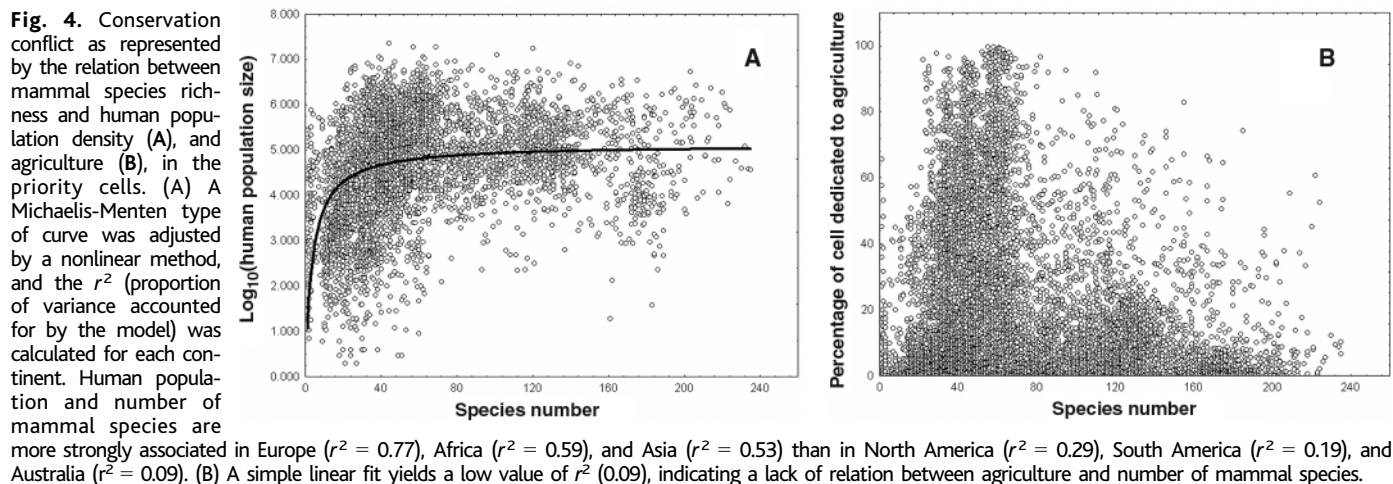 Fig. 4. Conservation
conflict as represented
by the relation between
mammal species rich-
ness and human popu-
lation density (A), and
agriculture (B), in the
priority cells. (A) A
Michaelis-Menten type
of curve was adjusted
by a nonlinear method,
and the r² (proportion
of variance accounted
for by the model) was
calculated for each con-
tinent. Human popula-
tion and number of
mammal species are
more strongly associated in Europe (r² = 0.77), Africa (r² = 0.59), and Asia (r² = 0.53) than in North America (r² = 0.29), South America (r² = 0.19), and
Australia (r² = 0.09). (B) A simple linear fit yields a low value of r² (0.09), indicating a lack of relation between agriculture and number of mammal species.
A
Log₁₀(human population size)
8.000
7.000
6.000
5.000
4.000
3.000
2.000
1.000
0.000
0 40 80 120 160 200 240
Species number
B
Percentage of cell dedicated to agriculture
100
80
60
40
20
0
0 40 80 120 160 200 240
Species number